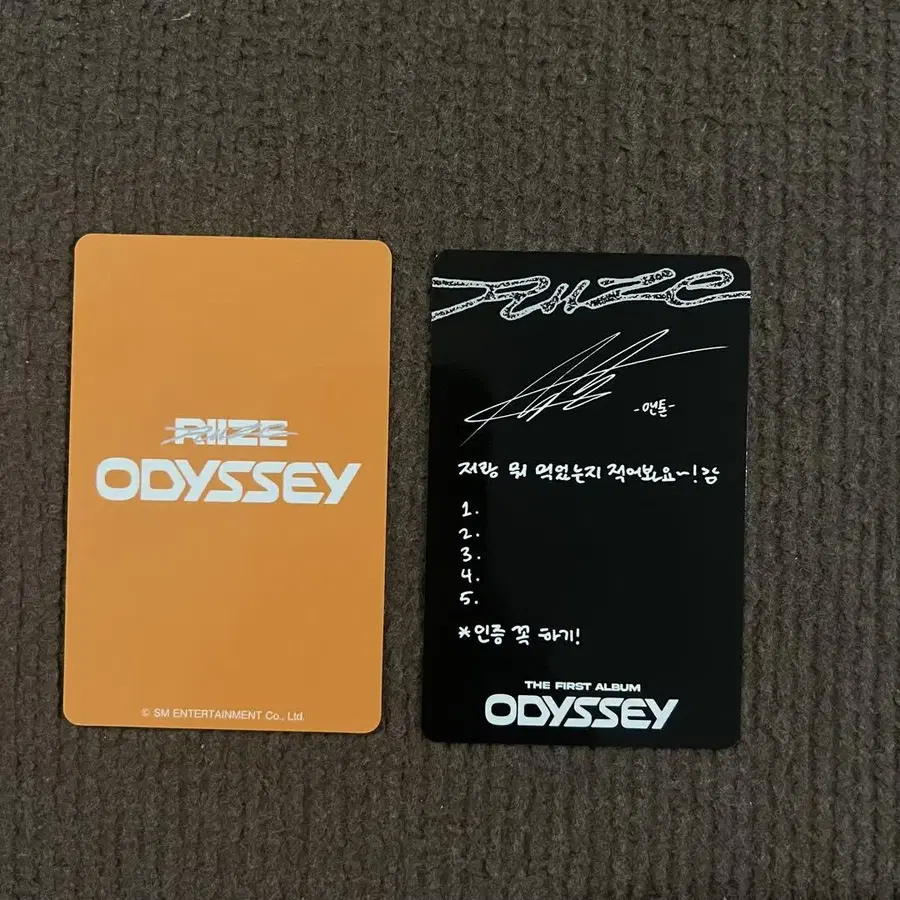 RIIZE
ODYSSEY
© SM ENTERTAINMENT Co., Ltd.
RIIZE
-앤톤-
저랑 뭐 먹었는지 적어봐요~!감
1.
2.
3.
4.
5.
*인증 꼭 하기!
THE FIRST ALBUM
ODYSSEY